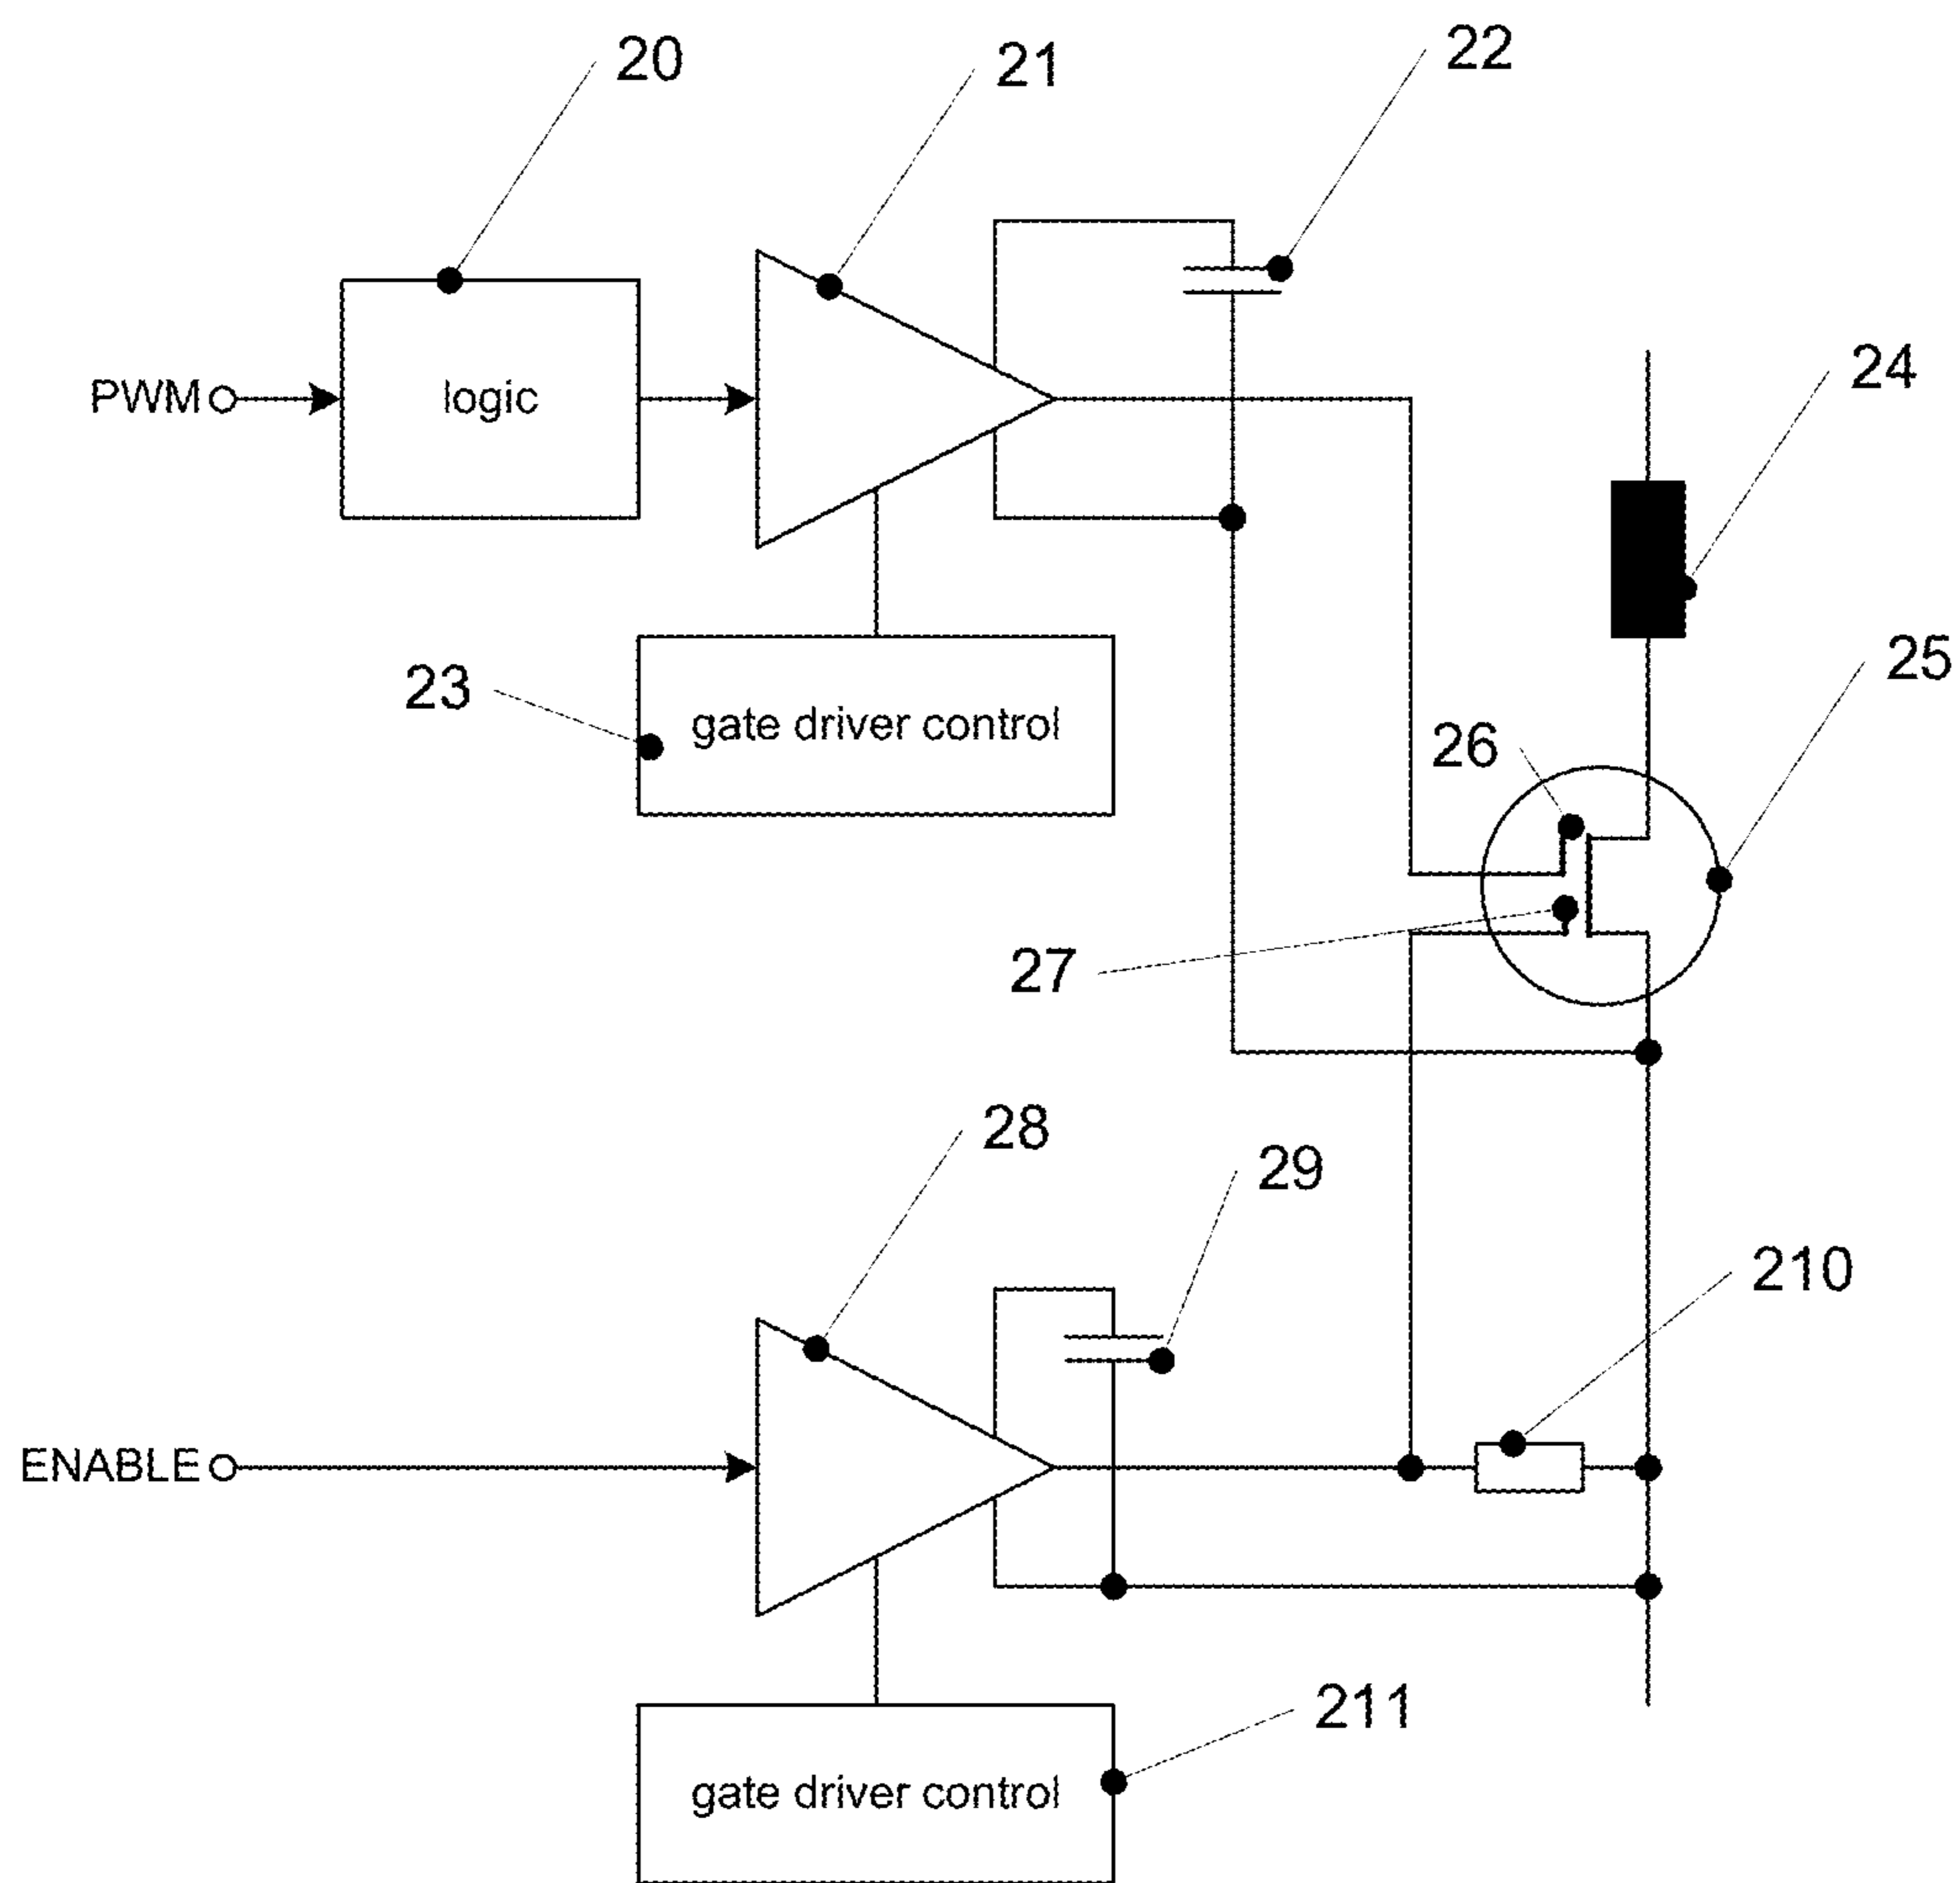 20
21
22
PWM
logic
24
23
gate driver control
25
26
27
28
29
210
ENABLE
211
gate driver control